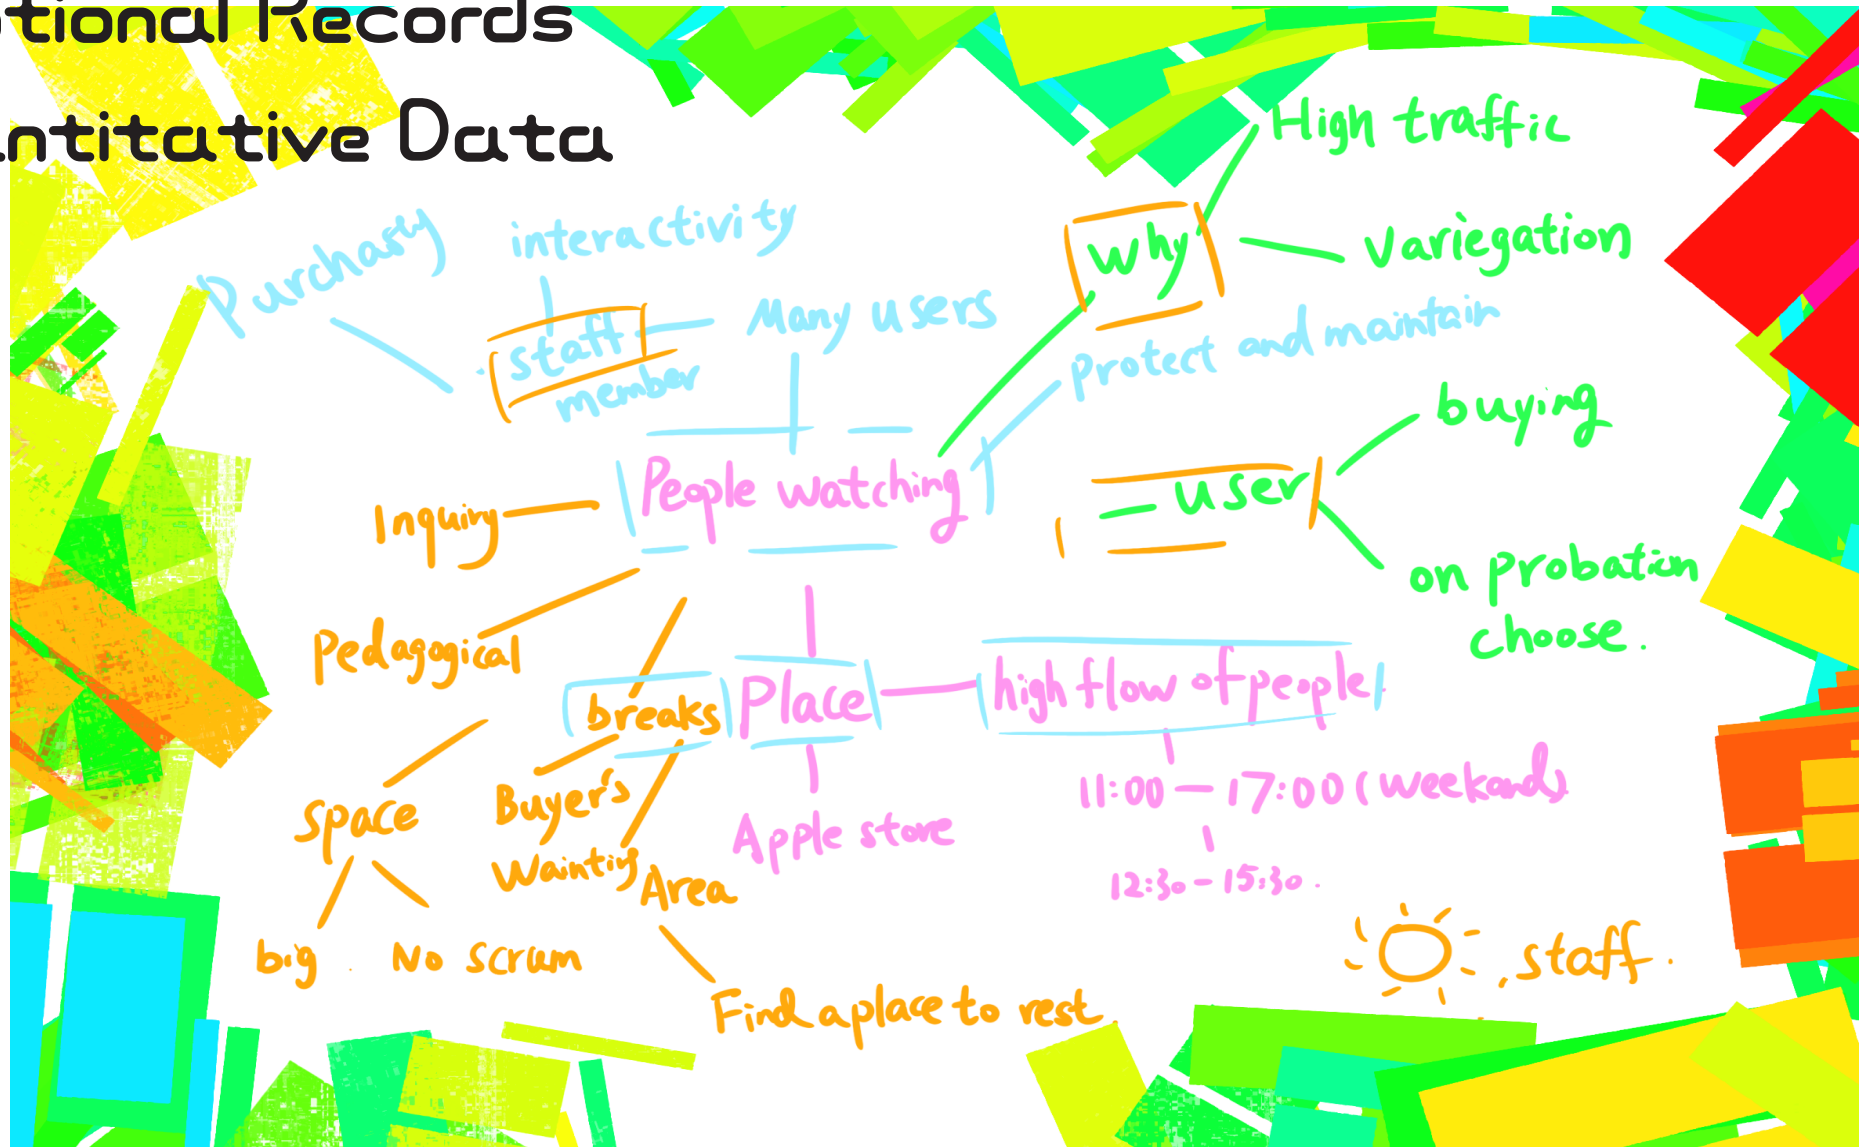 tional Records
ntitative Data
High traffic
Purchasty
interactivity
Why
Variegation
staff
member
Many users
Protect and maintain
buying
People watching
user
Inquiry
on probation
choose.
Pedagogical
breaks
Place
high flow of people
Space
Buyer's
11:00 — 17:00 (weekend)
Apple store
Wainting Area
12:30 - 15:30.
big
No Scrum
staff.
Find a place to rest.